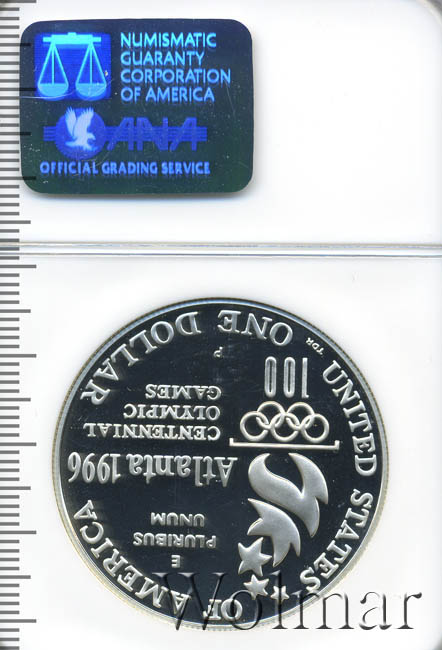 NUMISMATIC
GUARANTY
CORPORATION
OF AMERICA
ANA
OFFICIAL GRADING SERVICE
UNITED STATES OF AMERICA
ONE DOLLAR
E
PLURIBUS
UNUM
Atlanta 1996
CENTENNIAL
OLYMPIC
GAMES
100
P
TDR
Wolmar